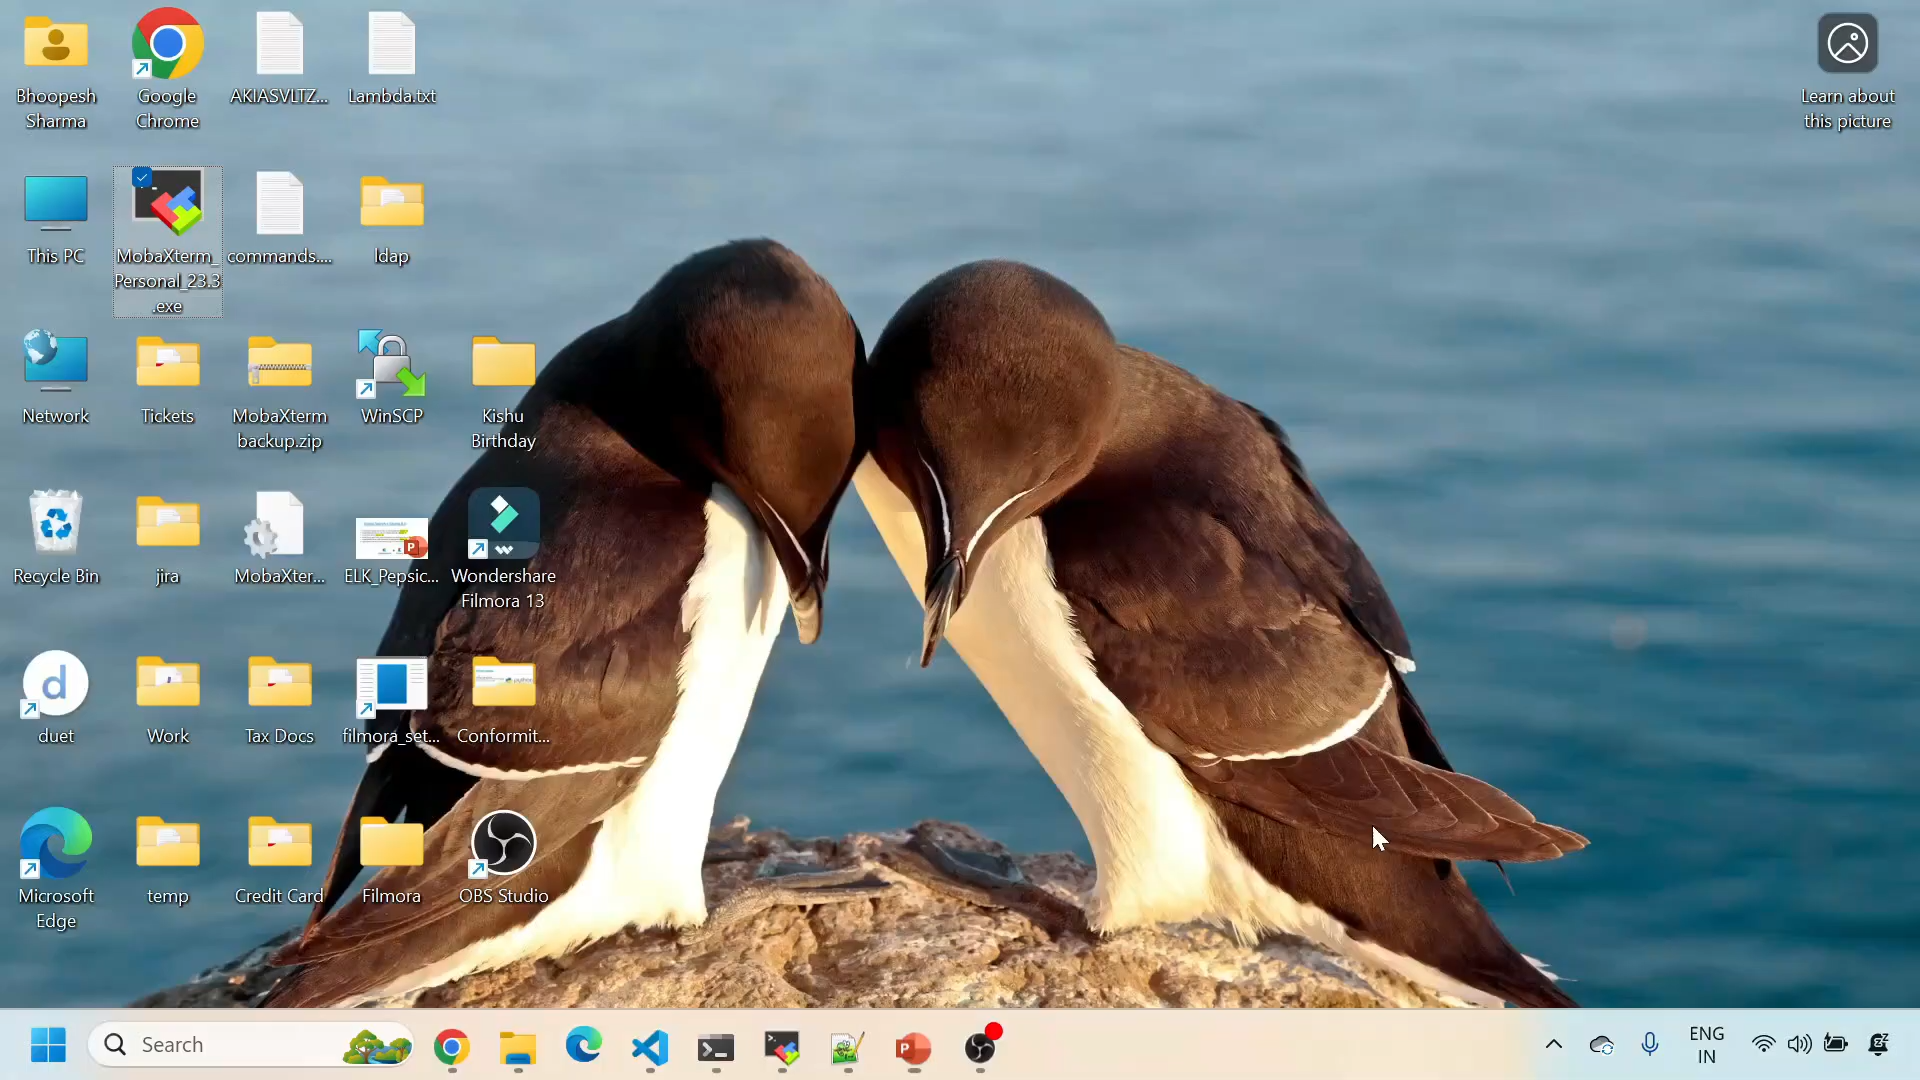 Bhoopesh
Sharma
Google
Chrome
AKIASVLTZ...
Lambda.txt
Learn about
this picture
This PC
MobaXterm_
Personal_23.3
.exe
commands....
ldap
Network
Tickets
MobaXterm
backup.zip
WinSCP
Kishu
Birthday
Recycle Bin
jira
MobaXter...
ELK_Pepsic...
Wondershare
Filmora 13
d
duet
Work
Tax Docs
filmora_set...
Conformit...
Microsoft
Edge
temp
Credit Card
Filmora
OBS Studio
Search
ENG
IN